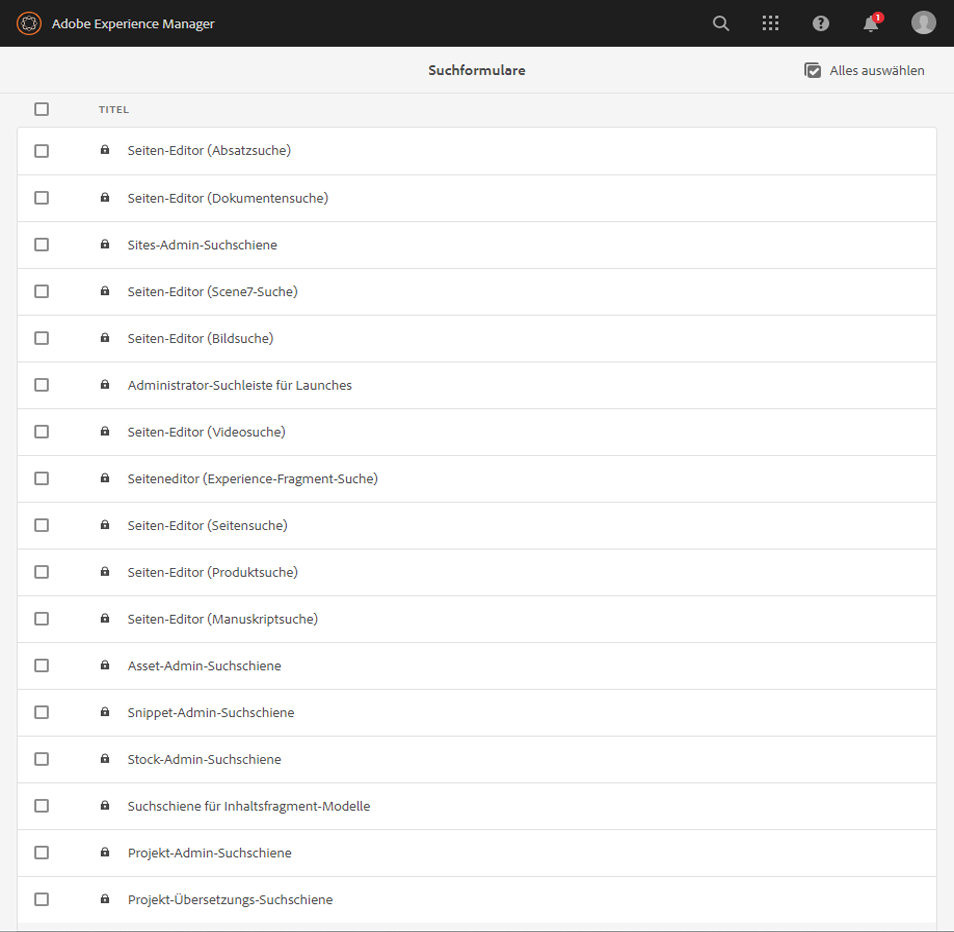 Adobe Experience Manager
1
Suchformulare
Alles auswählen
TITEL
Seiten-Editor (Absatzsuche)
Seiten-Editor (Dokumentensuche)
Sites-Admin-Suchschiene
Seiten-Editor (Scene7-Suche)
Seiten-Editor (Bildsuche)
Administrator-Suchleiste für Launches
Seiten-Editor (Videosuche)
Seiteneditor (Experience-Fragment-Suche)
Seiten-Editor (Seitensuche)
Seiten-Editor (Produktsuche)
Seiten-Editor (Manuskriptsuche)
Asset-Admin-Suchschiene
Snippet-Admin-Suchschiene
Stock-Admin-Suchschiene
Suchschiene für Inhaltsfragment-Modelle
Projekt-Admin-Suchschiene
Projekt-Übersetzungs-Suchschiene